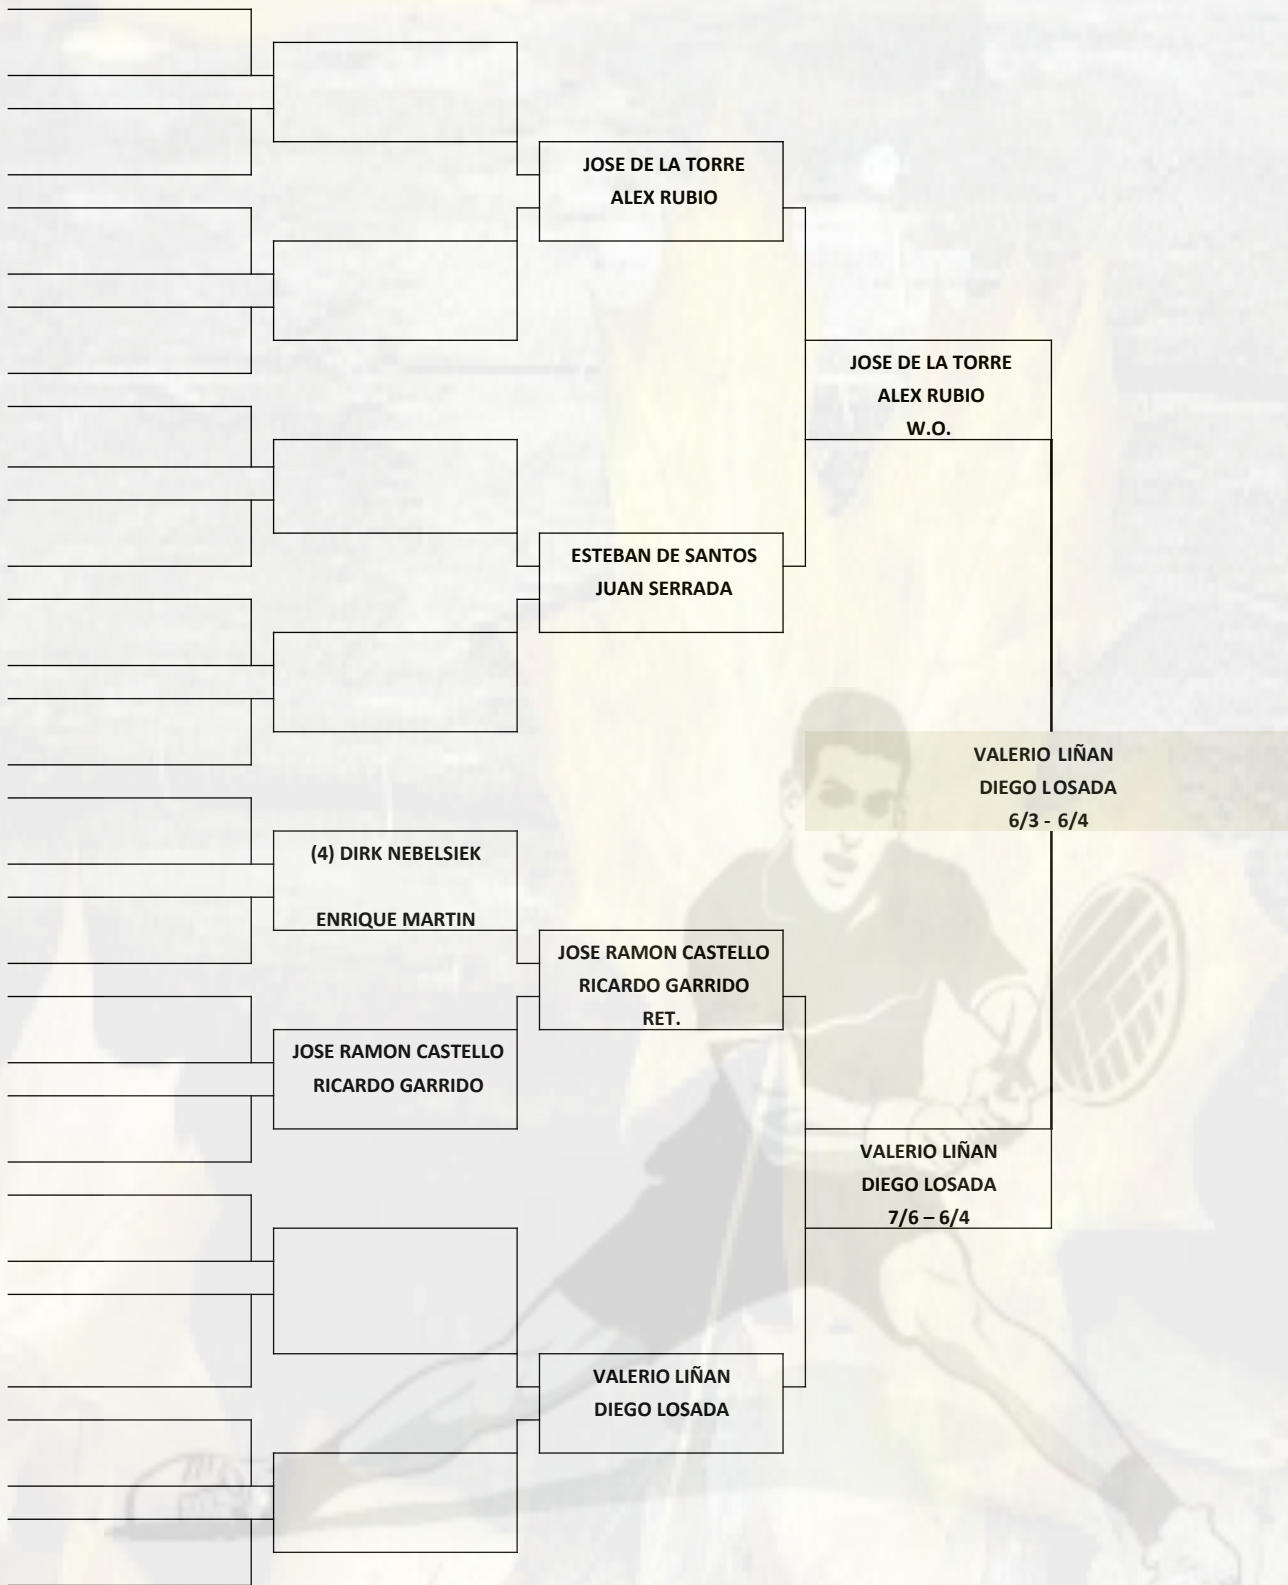 JOSE DE LA TORRE
ALEX RUBIO
JOSE DE LA TORRE
ALEX RUBIO
W.O.
ESTEBAN DE SANTOS
JUAN SERRADA
VALERIO LIÑAN
DIEGO LOSADA
6/3 - 6/4
(4) DIRK NEBELSIEK
ENRIQUE MARTIN
JOSE RAMON CASTELLO
RICARDO GARRIDO
RET.
JOSE RAMON CASTELLO
RICARDO GARRIDO
VALERIO LIÑAN
DIEGO LOSADA
7/6 – 6/4
VALERIO LIÑAN
DIEGO LOSADA